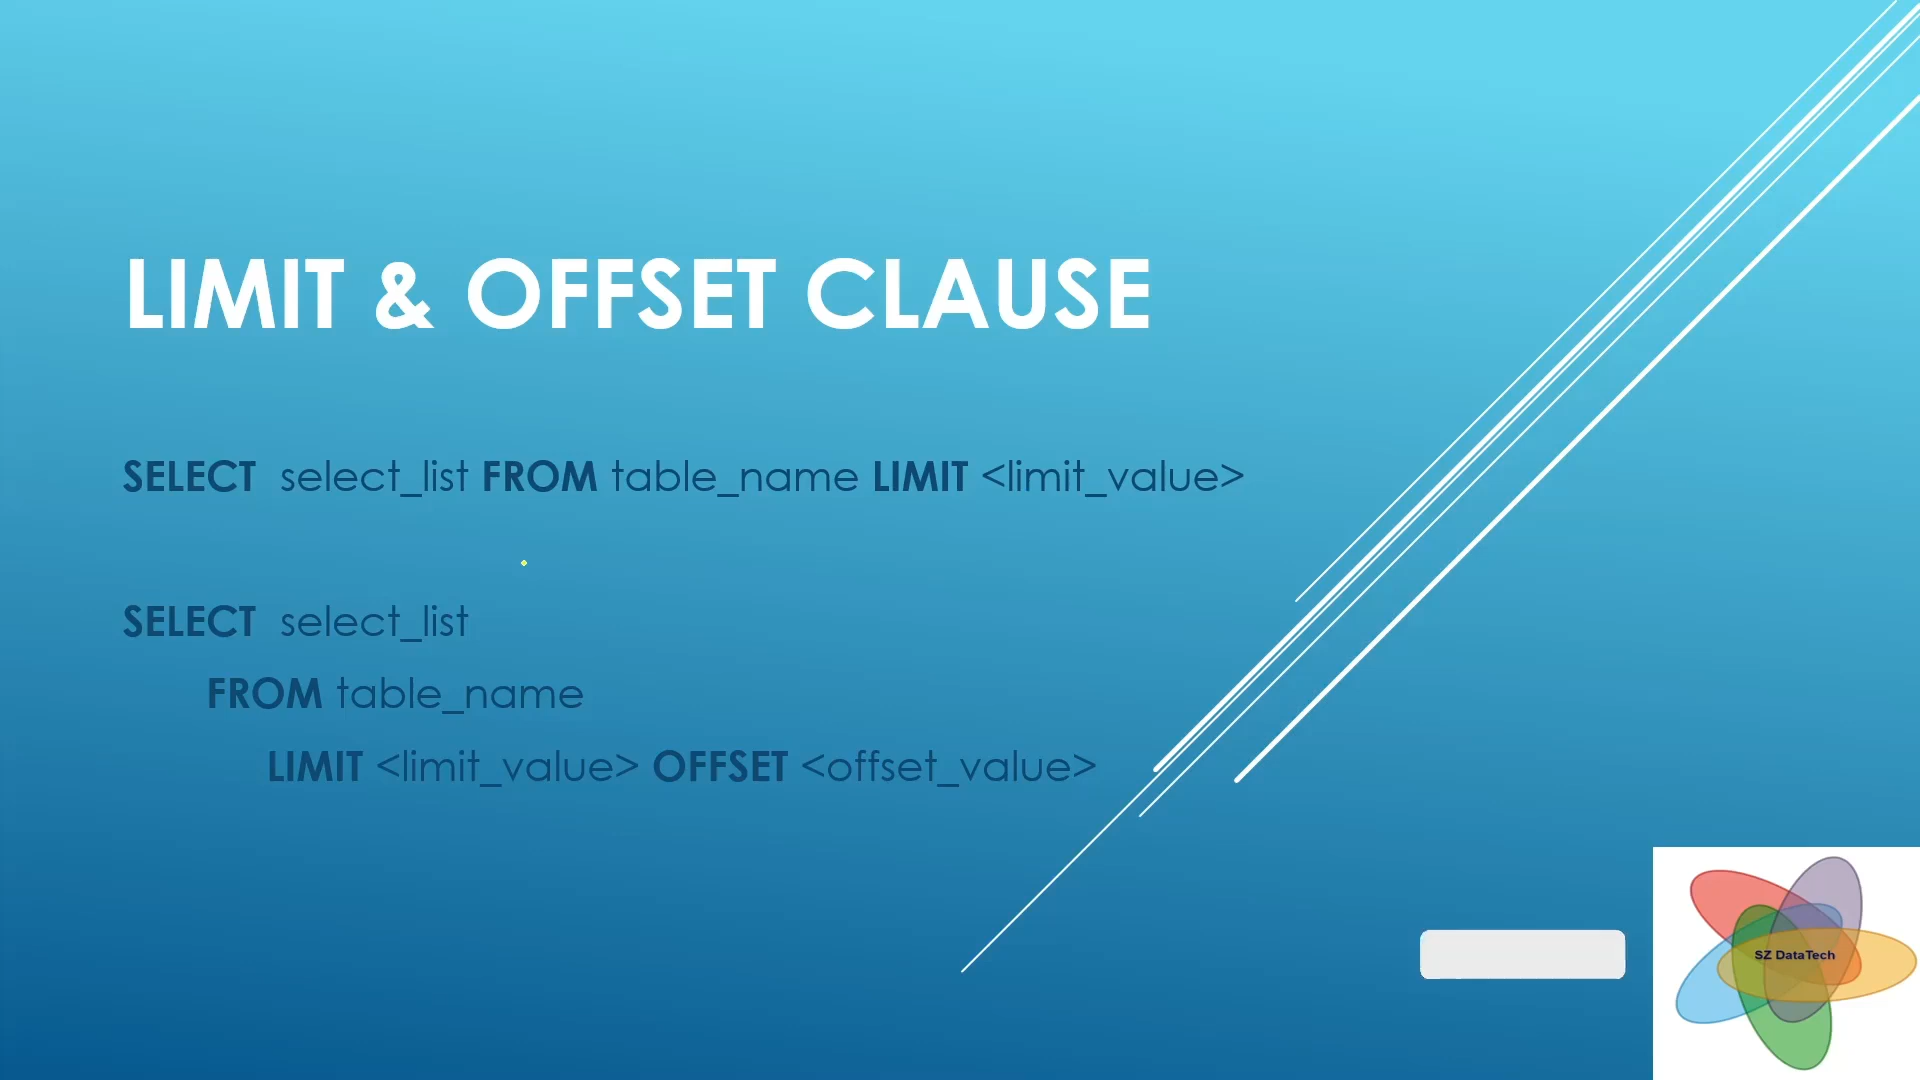 LIMIT & OFFSET CLAUSE
SELECT select_list FROM table_name LIMIT <limit_value>
SELECT select_list
FROM table_name
LIMIT <limit_value> OFFSET <offset_value>
SZ DataTech